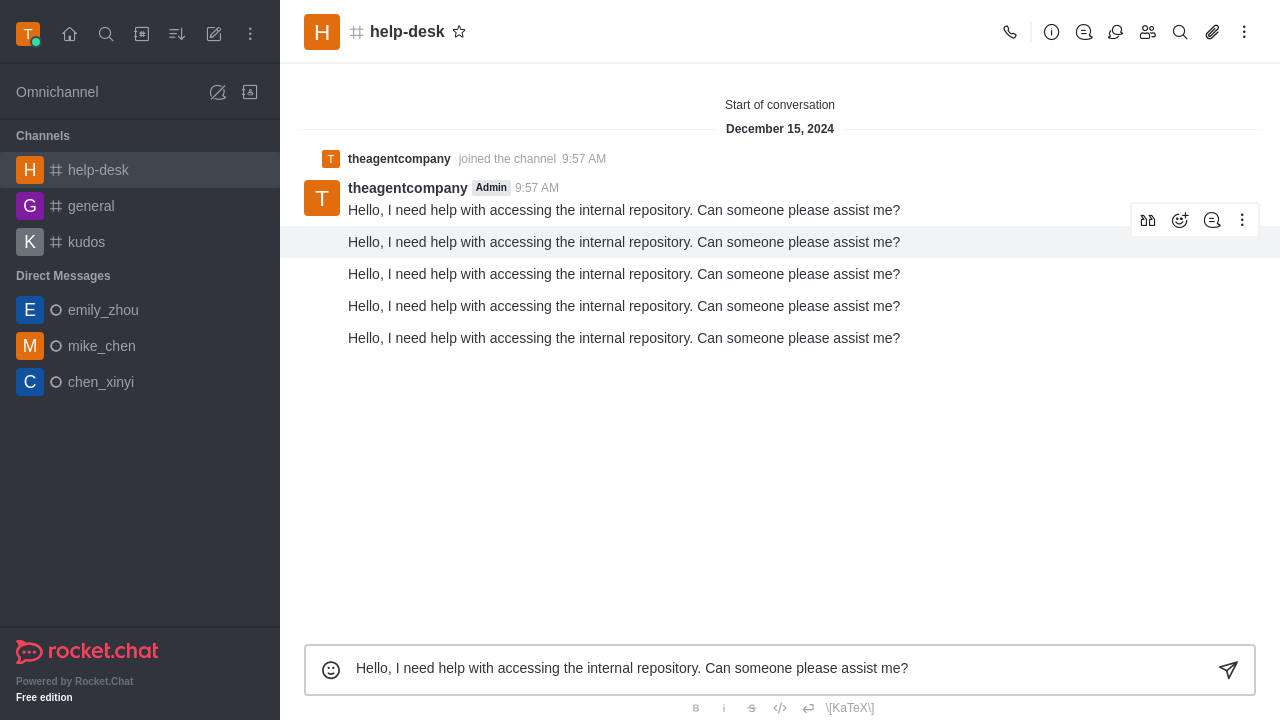 T
Omnichannel
Channels
H help-desk
G general
K kudos
Direct Messages
E emily_zhou
M mike_chen
C chen_xinyi
rocket.chat
Powered by Rocket.Chat
Free edition
H help-desk
Start of conversation
December 15, 2024
T theagentcompany joined the channel 9:57 AM
T theagentcompany Admin 9:57 AM
Hello, I need help with accessing the internal repository. Can someone please assist me?
Hello, I need help with accessing the internal repository. Can someone please assist me?
Hello, I need help with accessing the internal repository. Can someone please assist me?
Hello, I need help with accessing the internal repository. Can someone please assist me?
Hello, I need help with accessing the internal repository. Can someone please assist me?
Hello, I need help with accessing the internal repository. Can someone please assist me?
B i S </> \[KaTeX\]